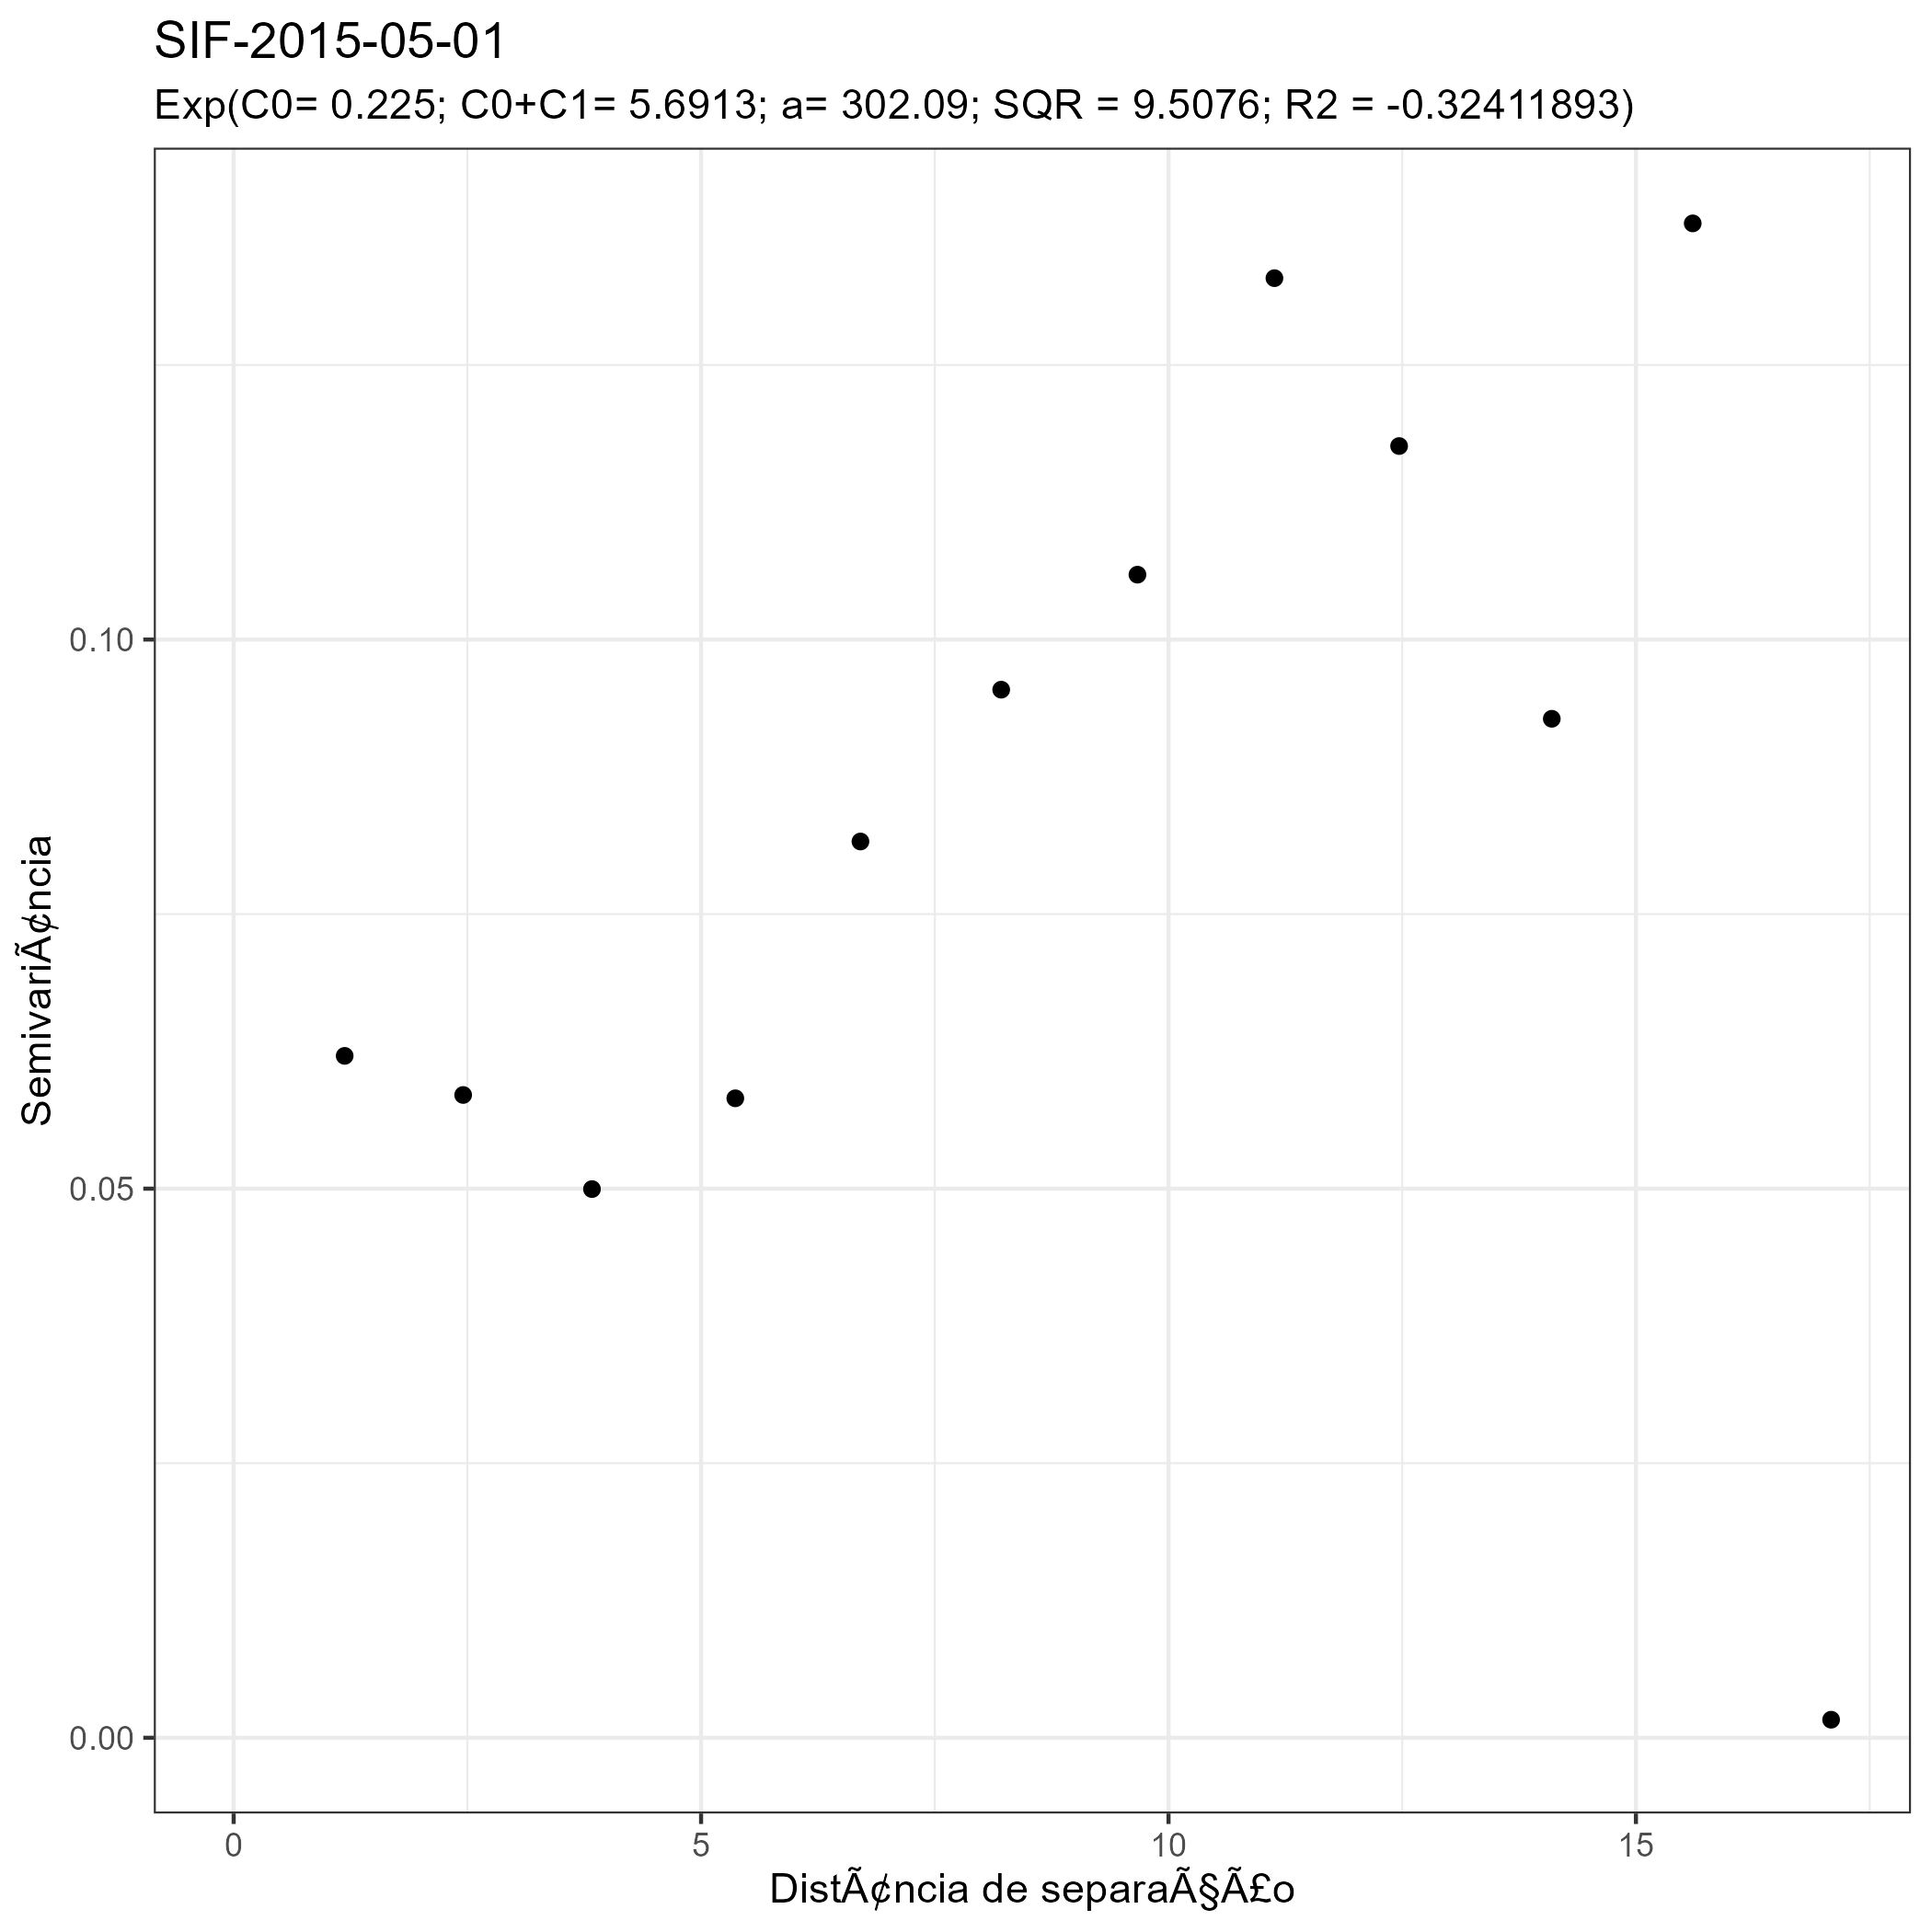 SIF-2015-05-01
Exp(C0= 0.225; C0+C1= 5.6913; a= 302.09; SQR = 9.5076; R2 = -0.32411893)
SemivariÃ¢ncia
0.10
0.05
0.00
0 5 10 15
DistÃ¢ncia de separaÃ§Ã£o